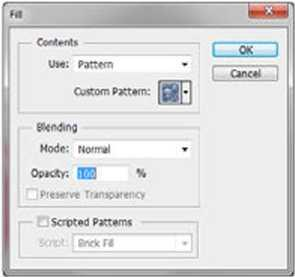 Fill
Contents
Use: Pattern
Custom Pattern:
OK
Cancel
Blending
Mode: Normal
Opacity: 100 %
Preserve Transparency
Scripted Patterns
Script: Brick Fill